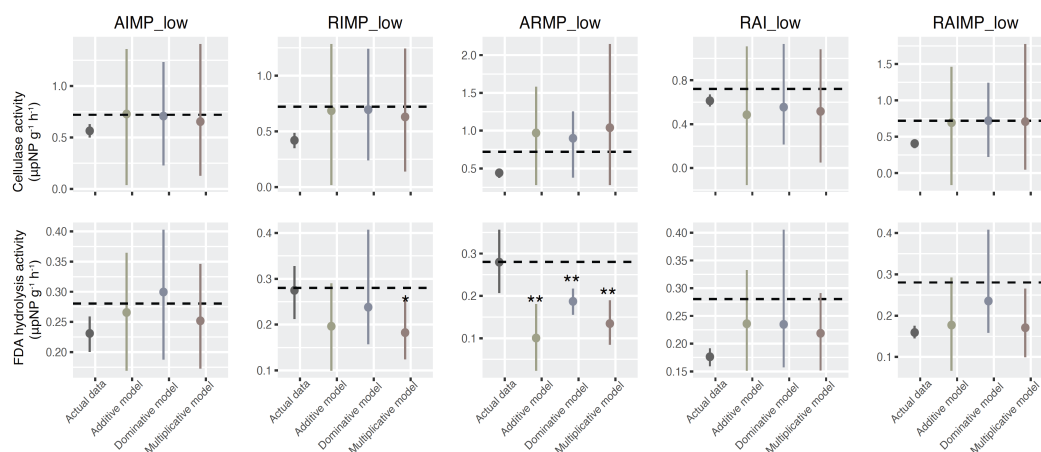 AIMP_low
RIMP_low
ARMP_low
RAI_low
RAIMP_low
Cellulase activity
(µpNP g⁻¹ h⁻¹)
1.0
0.5
0.0
1.0
0.5
0.0
2.0
1.5
1.0
0.5
0.8
0.4
0.0
1.5
1.0
0.5
0.0
FDA hydrolysis activity
(µpNP g⁻¹ h⁻¹)
0.40
0.35
0.30
0.25
0.20
0.4
0.3
0.2
0.1
*
0.3
0.2
0.1
**
**
**
0.40
0.35
0.30
0.25
0.20
0.15
0.4
0.3
0.2
0.1
Actual data
Additive model
Dominative model
Multiplicative model
Actual data
Additive model
Dominative model
Multiplicative model
Actual data
Additive model
Dominative model
Multiplicative model
Actual data
Additive model
Dominative model
Multiplicative model
Actual data
Additive model
Dominative model
Multiplicative model